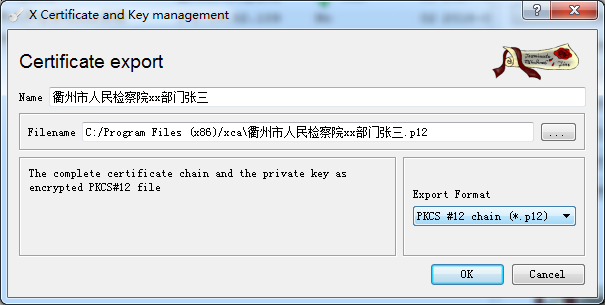 X Certificate and Key management
Certificate export
Name 衢州市人民检察院xx部门张三
Filename C:/Program Files (x86)/xca\衢州市人民检察院xx部门张三.p12 ...
The complete certificate chain and the private key as
encrypted PKCS#12 file
Export Format
PKCS #12 chain (*.p12)
OK Cancel